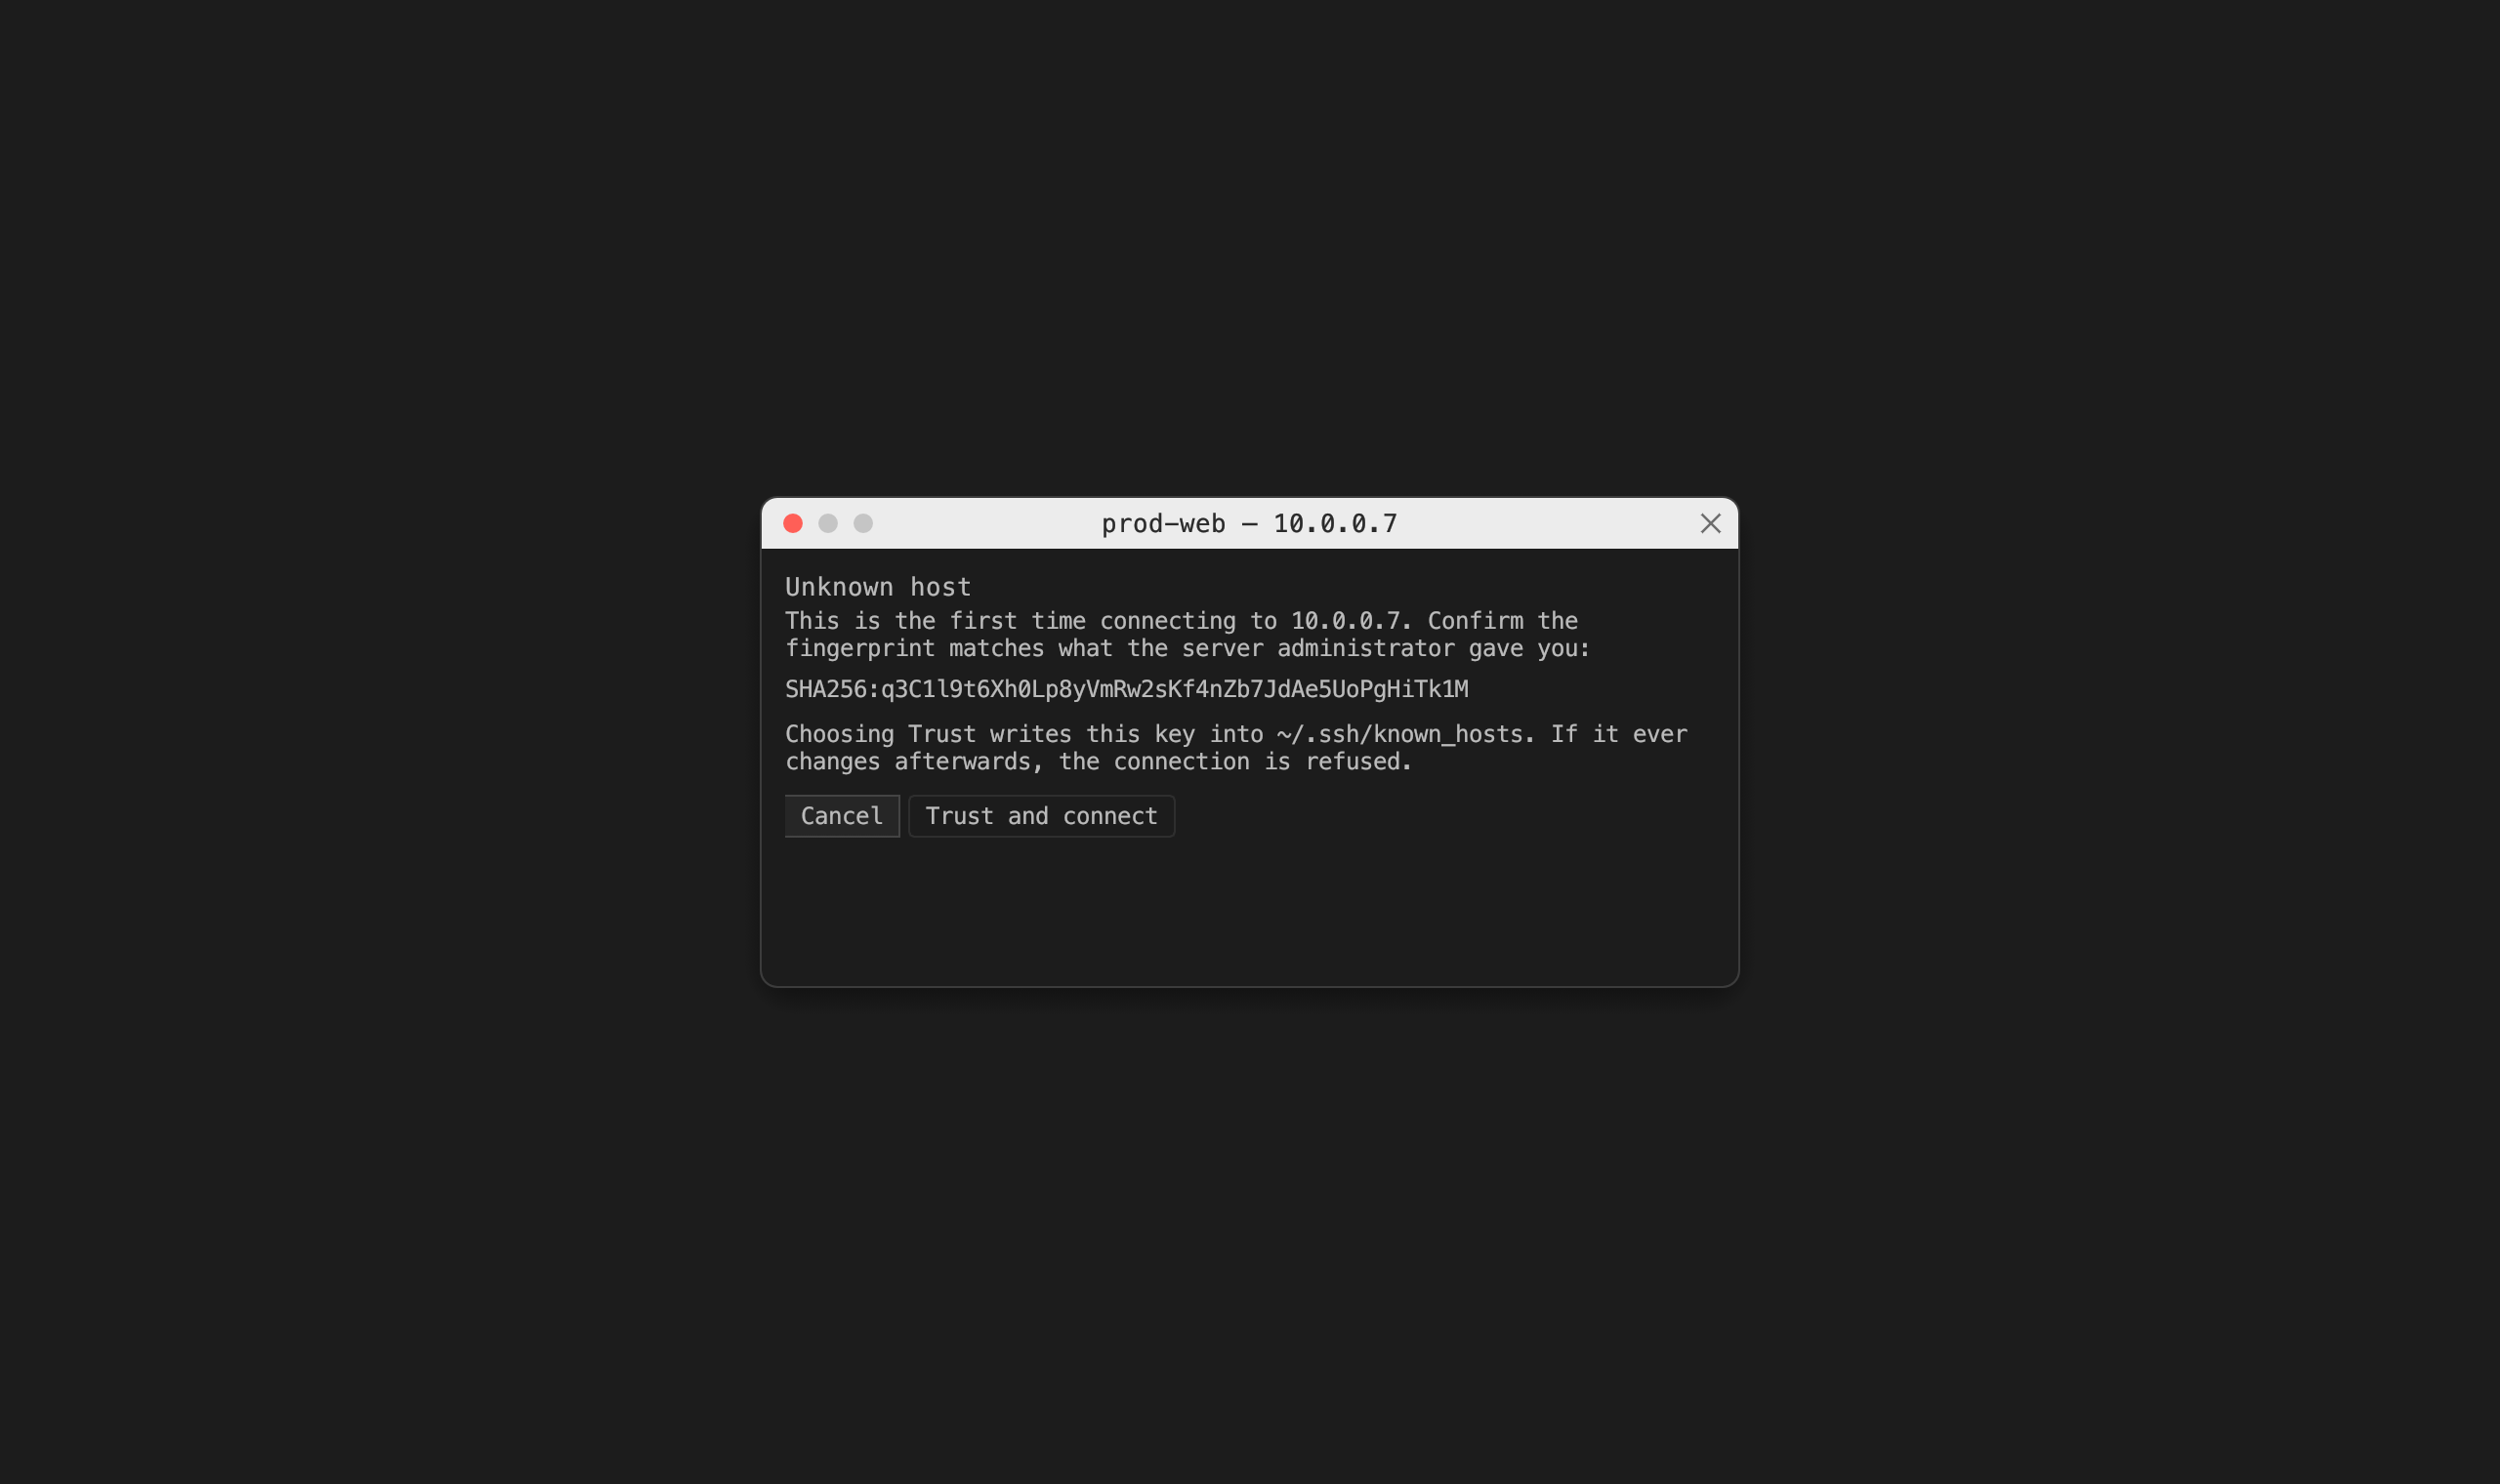 prod-web — 10.0.0.7
Unknown host
This is the first time connecting to 10.0.0.7. Confirm the
fingerprint matches what the server administrator gave you:
SHA256:q3C1l9t6Xh0Lp8yVmRw2sKf4nZb7JdAe5UoPgHiTk1M
Choosing Trust writes this key into ~/.ssh/known_hosts. If it ever
changes afterwards, the connection is refused.
Cancel Trust and connect